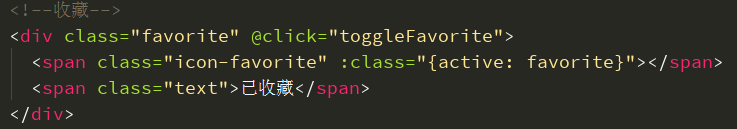 <!--收藏-->
<div class="favorite" @click="toggleFavorite">
  <span class="icon-favorite" :class="{active: favorite}"></span>
  <span class="text">已收藏</span>
</div>